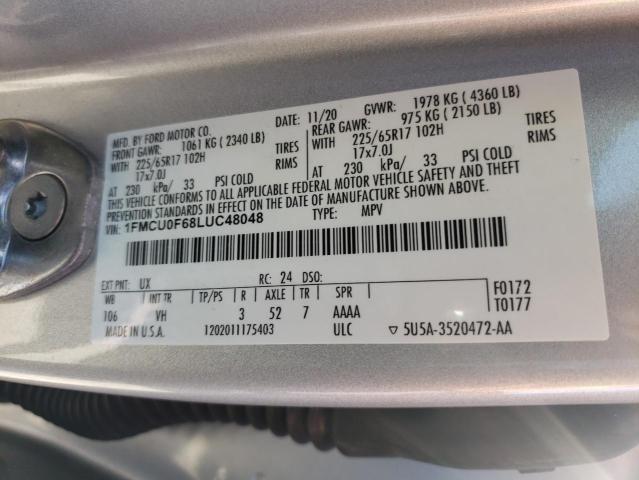 MFD. BY FORD MOTOR CO. DATE: 11/20 GVWR: 1978 KG ( 4360 LB)
FRONT GAWR: 1061 KG ( 2340 LB) REAR GAWR: 975 KG ( 2150 LB)
WITH 225/65R17 102H TIRES WITH 225/65R17 102H TIRES
17x7.0J RIMS 17x7.0J RIMS
AT 230 kPa/ 33 PSI COLD AT 230 kPa/ 33 PSI COLD
THIS VEHICLE CONFORMS TO ALL APPLICABLE FEDERAL MOTOR VEHICLE SAFETY AND THEFT
PREVENTION STANDARDS IN EFFECT ON THE DATE OF MANUFACTURE SHOWN ABOVE.
VIN: 1FMCU0F68LUC48048 TYPE: MPV
EXT PNT: UX RC: 24 DSO: F0172
WB INT TR TP/PS R AXLE TR SPR T0177
106 VH 3 52 7 AAAA
MADE IN U.S.A. 1202011175403 ULC ▽ 5U5A-3520472-AA